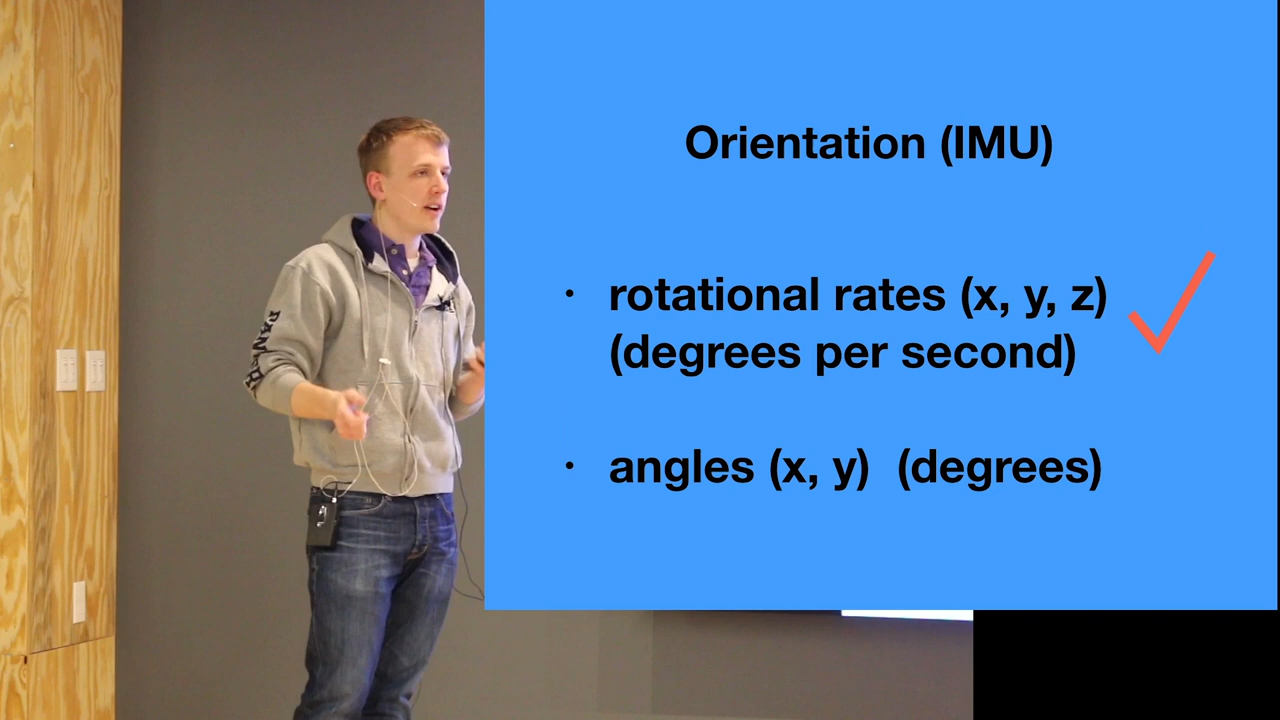 Orientation (IMU)
• rotational rates (x, y, z)
(degrees per second)
• angles (x, y) (degrees)